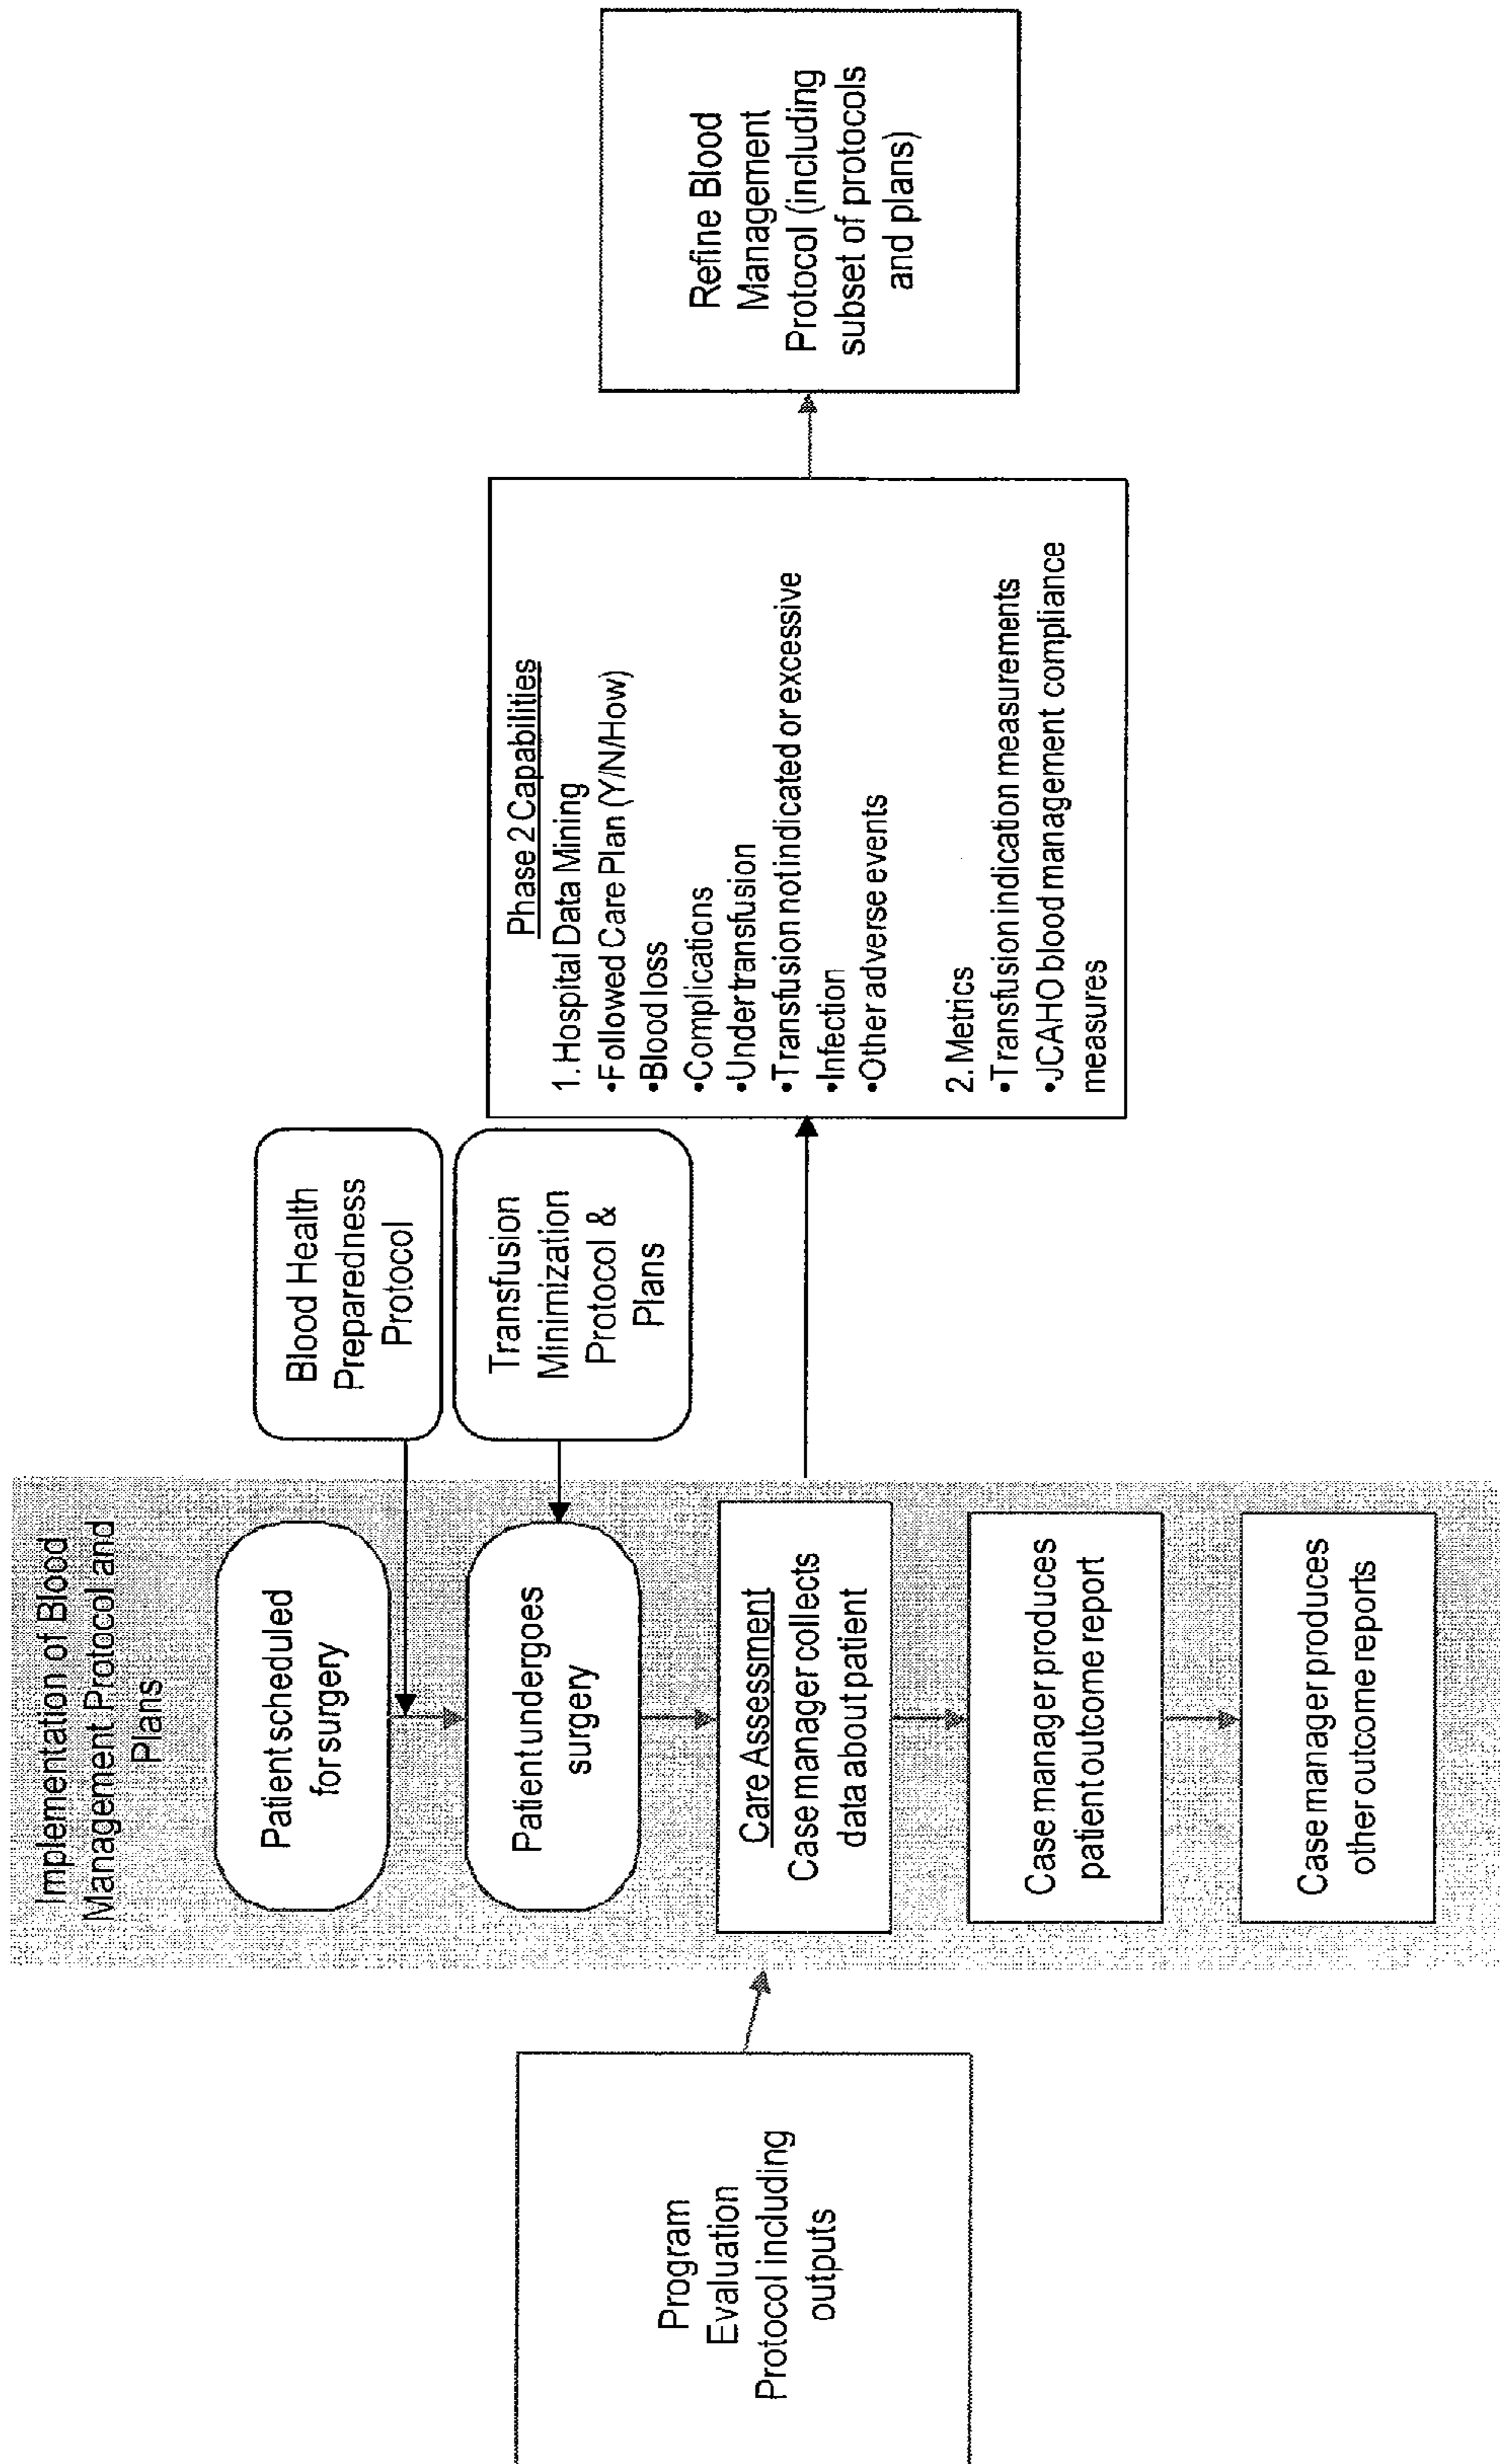 Program
Evaluation
Protocol including
outputs
Implementation of Blood
Management Protocol and
Plans
Patient scheduled
for surgery
Patient undergoes
surgery
Care Assessment
Case manager collects
data about patient
Case manager produces
patient outcome report
Case manager produces
other outcome reports
Blood Health
Preparedness
Protocol
Transfusion
Minimization
Protocol &
Plans
Phase 2 Capabilities
1. Hospital Data Mining
•Followed Care Plan (Y/N/How)
•Blood loss
•Complications
•Under transfusion
•Transfusion not indicated or excessive
•Infection
•Other adverse events
2. Metrics
•Transfusion indication measurements
•JCAHO blood management compliance
measures
Refine Blood
Management
Protocol (including
subset of protocols
and plans)